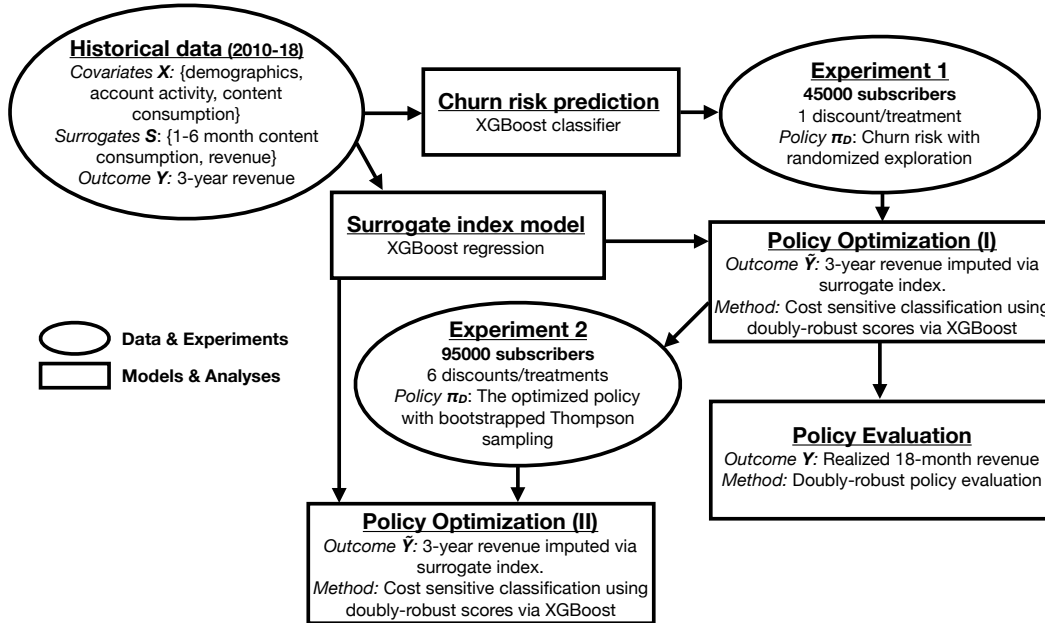 Historical data (2010-18)
Covariates X: {demographics,
account activity, content
consumption}
Surrogates S: {1-6 month content
consumption, revenue}
Outcome Y: 3-year revenue
Churn risk prediction
XGBoost classifier
Experiment 1
45000 subscribers
1 discount/treatment
Policy πD: Churn risk with
randomized exploration
Surrogate index model
XGBoost regression
Policy Optimization (I)
Outcome Ỹ: 3-year revenue imputed via
surrogate index.
Method: Cost sensitive classification using
doubly-robust scores via XGBoost
Data & Experiments
Models & Analyses
Experiment 2
95000 subscribers
6 discounts/treatments
Policy πD: The optimized policy
with bootstrapped Thompson
sampling
Policy Evaluation
Outcome Y: Realized 18-month revenue
Method: Doubly-robust policy evaluation
Policy Optimization (II)
Outcome Ỹ: 3-year revenue imputed via
surrogate index.
Method: Cost sensitive classification using
doubly-robust scores via XGBoost